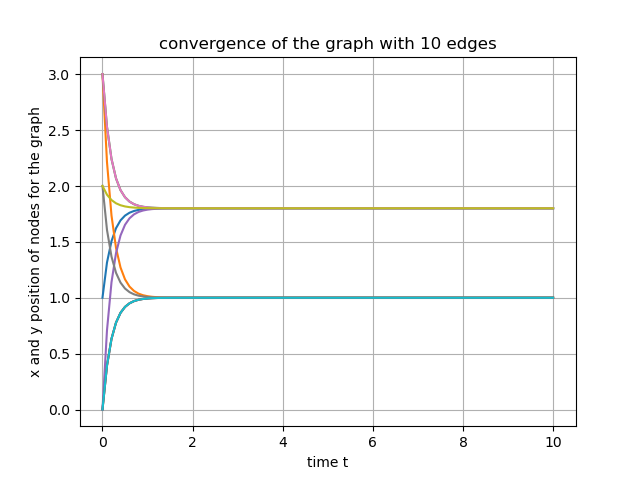 convergence of the graph with 10 edges
3.0
2.5
2.0
1.5
1.0
0.5
0.0
x and y position of nodes for the graph
0 2 4 6 8 10
time t